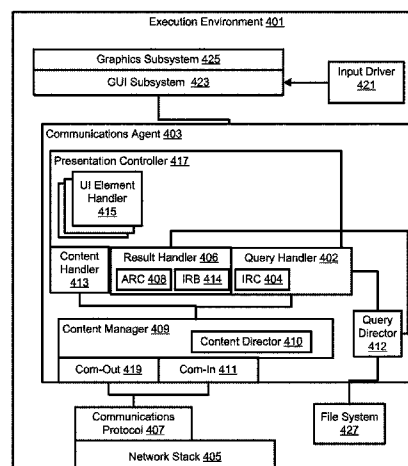 Execution Environment 401
Graphics Subsystem 425
GUI Subsystem 423
Input Driver
421
Communications Agent 403
Presentation Controller 417
UI Element
Handler
415
Content
Handler
413
Result Handler 406
ARC 408
IRB 414
Query Handler 402
IRC 404
Content Manager 409
Content Director 410
Query
Director
412
Com-Out 419
Com-In 411
Communications
Protocol 407
Network Stack 405
File System
427